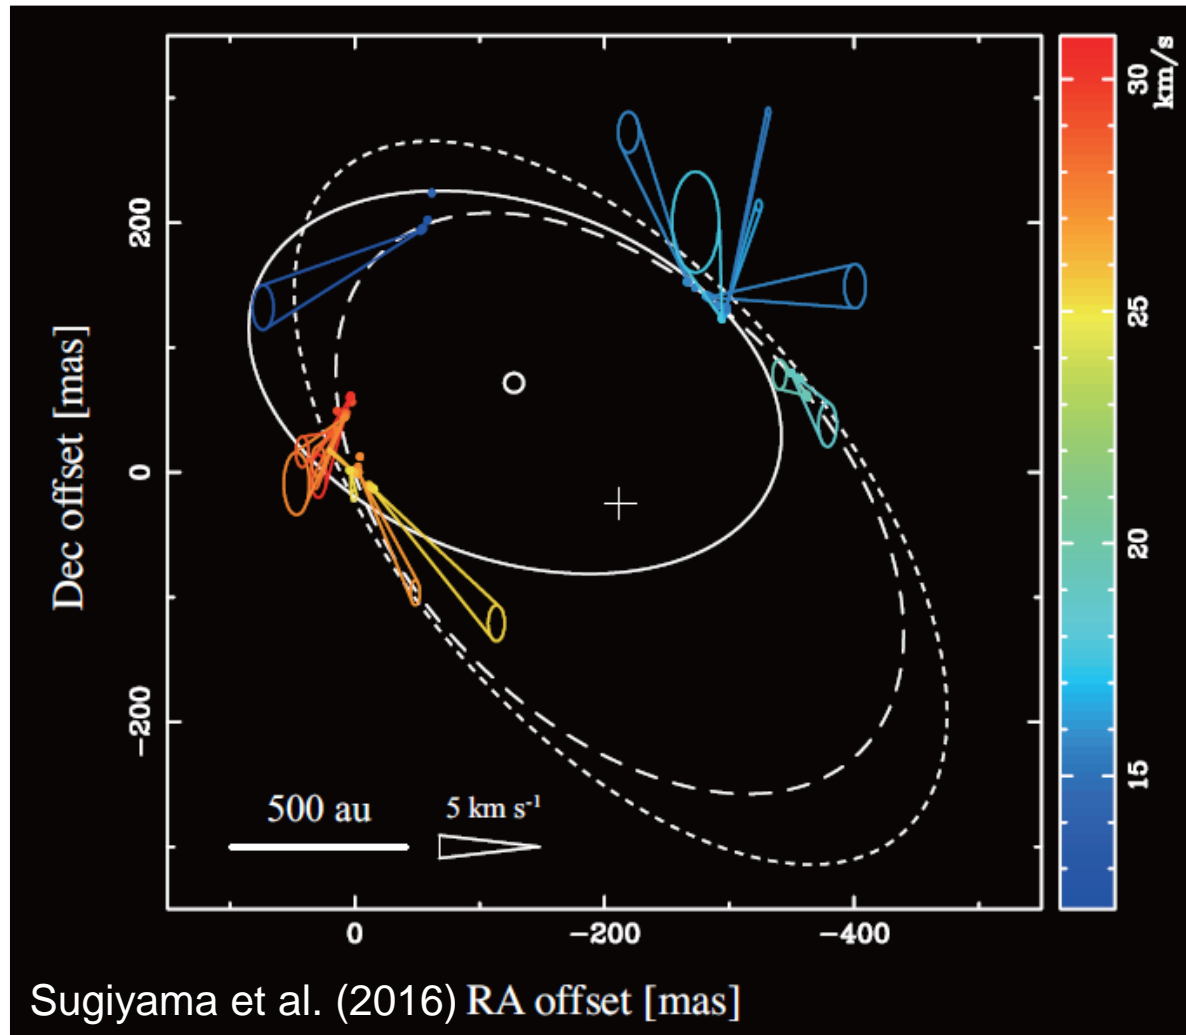 km/s
30
25
20
15
Dec offset [mas]
200
0
-200
500 au
5 km s⁻¹
0
-200
-400
Sugiyama et al. (2016) RA offset [mas]